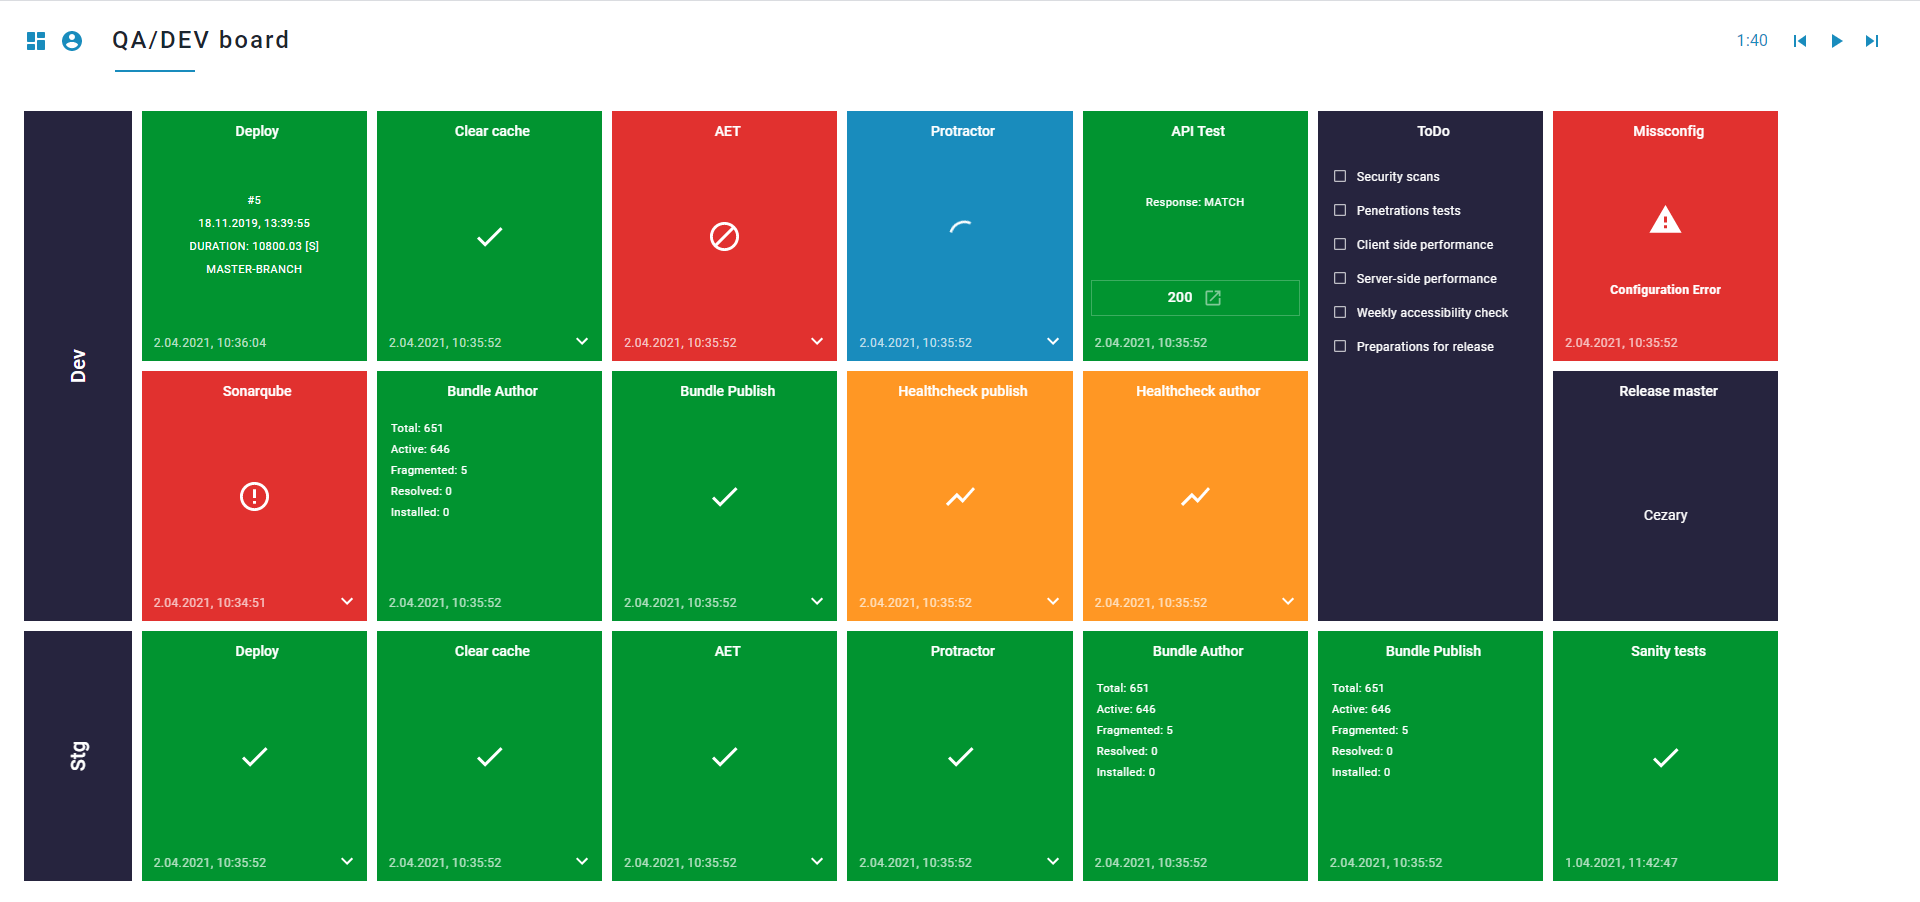 QA/DEV board
1:40
Dev
Deploy
#5
18.11.2019, 13:39:55
DURATION: 10800.03 [S]
MASTER-BRANCH
2.04.2021, 10:36:04
Clear cache
2.04.2021, 10:35:52
AET
2.04.2021, 10:35:52
Protractor
2.04.2021, 10:35:52
API Test
Response: MATCH
200
2.04.2021, 10:35:52
ToDo
Security scans
Penetrations tests
Client side performance
Server-side performance
Weekly accessibility check
Preparations for release
Missconfig
Configuration Error
2.04.2021, 10:35:52
Sonarqube
2.04.2021, 10:34:51
Bundle Author
Total: 651
Active: 646
Fragmented: 5
Resolved: 0
Installed: 0
2.04.2021, 10:35:52
Bundle Publish
2.04.2021, 10:35:52
Healthcheck publish
2.04.2021, 10:35:52
Healthcheck author
2.04.2021, 10:35:52
Release master
Cezary
Stg
Deploy
2.04.2021, 10:35:52
Clear cache
2.04.2021, 10:35:52
AET
2.04.2021, 10:35:52
Protractor
2.04.2021, 10:35:52
Bundle Author
Total: 651
Active: 646
Fragmented: 5
Resolved: 0
Installed: 0
2.04.2021, 10:35:52
Bundle Publish
Total: 651
Active: 646
Fragmented: 5
Resolved: 0
Installed: 0
2.04.2021, 10:35:52
Sanity tests
1.04.2021, 11:42:47